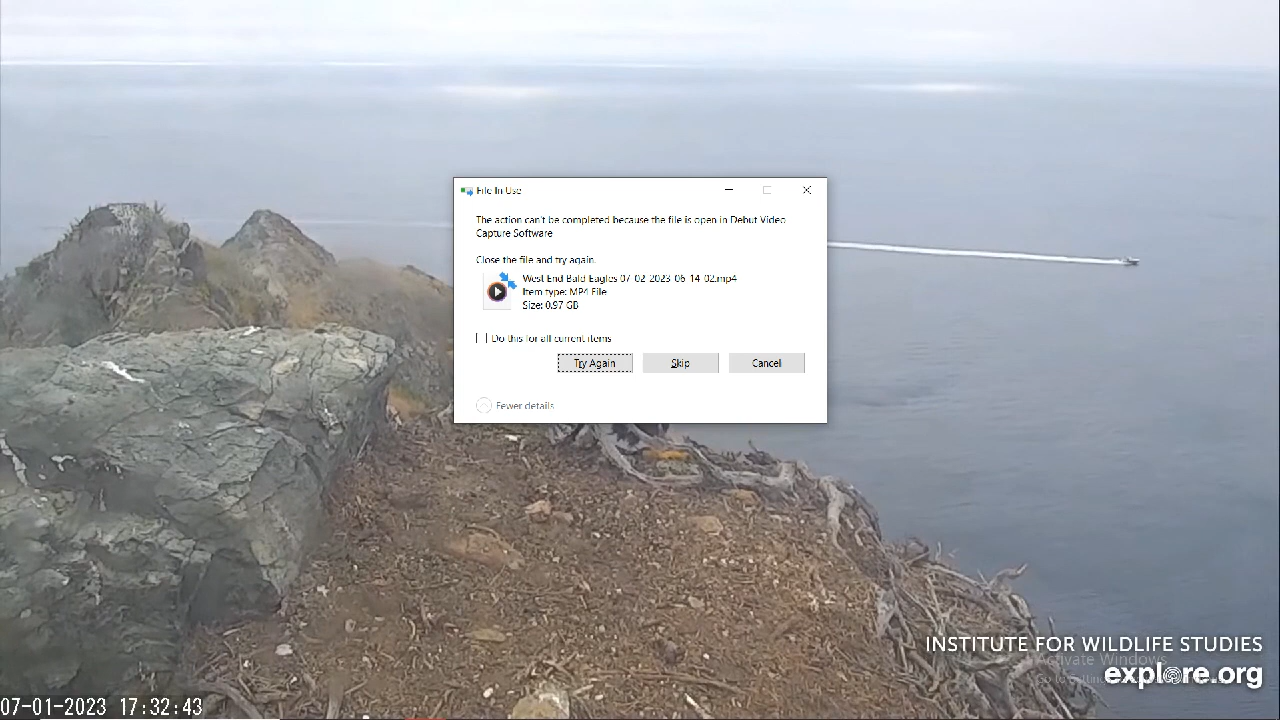 File In Use
The action can't be completed because the file is open in Debut Video
Capture Software
Close the file and try again.
West End Bald Eagles 07-02-2023-06-14-02.mp4
Item type: MP4 File
Size: 0.97 GB
Do this for all current items
Try Again
Skip
Cancel
Fewer details
INSTITUTE FOR WILDLIFE STUDIES
Activate Windows
explore.org
07-01-2023 17:32:43